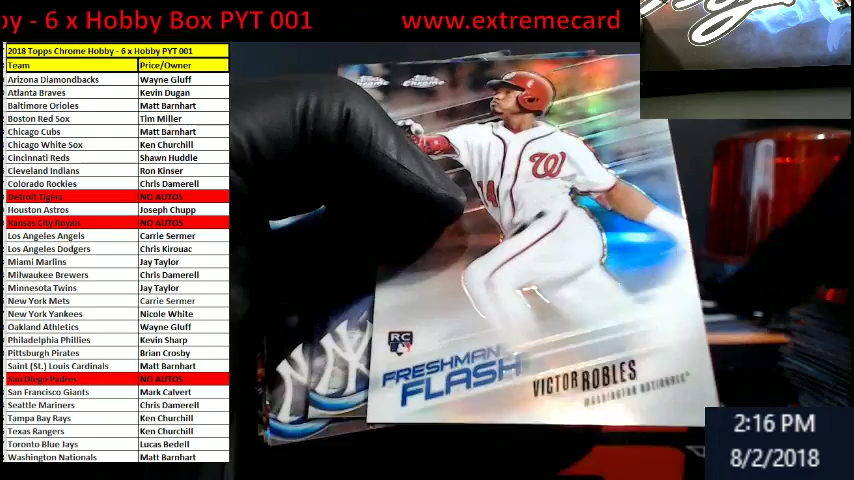 oy - 6 x Hobby Box PYT 001
www.extremecard
2018 Topps Chrome Hobby - 6 x Hobby PYT 001
Team Price/Owner
Arizona Diamondbacks Wayne Gluff
Atlanta Braves Kevin Dugan
Baltimore Orioles Matt Barnhart
Boston Red Sox Tim Miller
Chicago Cubs Matt Barnhart
Chicago White Sox Ken Churchill
Cincinnati Reds Shawn Huddle
Cleveland Indians Ron Kinser
Colorado Rockies Chris Damerell
Detroit Tigers NO AUTOS
Houston Astros Joseph Chupp
Kansas City Royals NO AUTOS
Los Angeles Angels Carrie Sermer
Los Angeles Dodgers Chris Kirouac
Miami Marlins Jay Taylor
Milwaukee Brewers Chris Damerell
Minnesota Twins Jay Taylor
New York Mets Carrie Sermer
New York Yankees Nicole White
Oakland Athletics Wayne Gluff
Philadelphia Phillies Kevin Sharp
Pittsburgh Pirates Brian Crosby
Saint (St.) Louis Cardinals Matt Barnhart
San Diego Padres NO AUTOS
San Francisco Giants Mark Calvert
Seattle Mariners Chris Damerell
Tampa Bay Rays Ken Churchill
Texas Rangers Ken Churchill
Toronto Blue Jays Lucas Bedell
Washington Nationals Matt Barnhart
W
14
RC
FRESHMAN
FLASH
VICTOR ROBLES
WASHINGTON NATIONALS
2:16 PM
8/2/2018